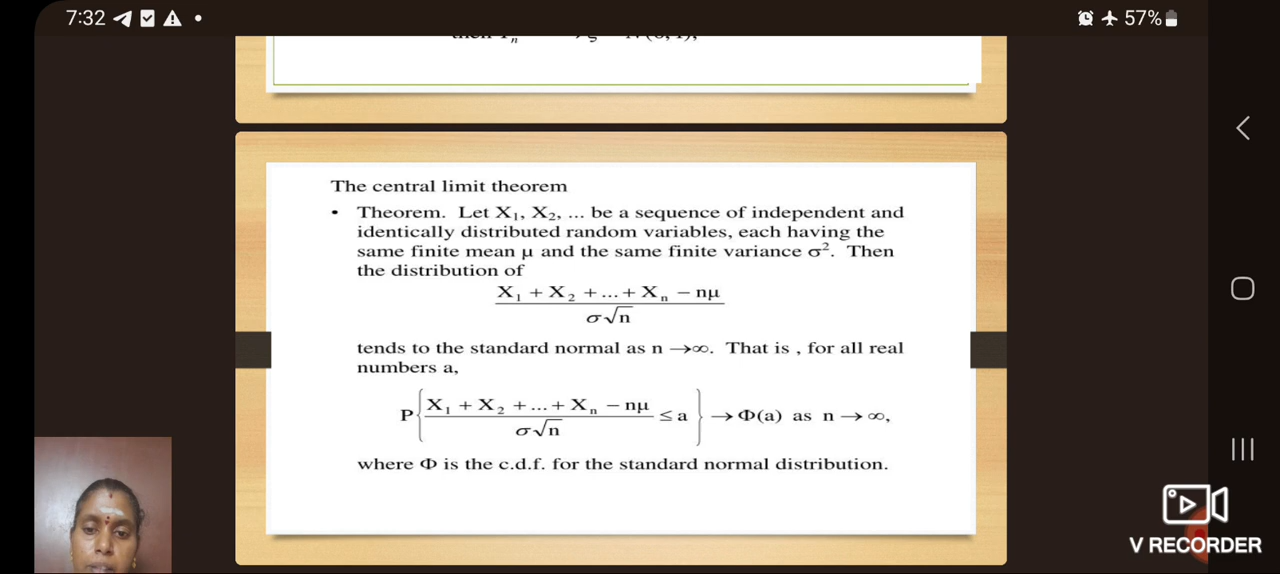 7:32
57%
The central limit theorem
• Theorem. Let X₁, X₂, ... be a sequence of independent and
identically distributed random variables, each having the
same finite mean μ and the same finite variance σ². Then
the distribution of
X₁ + X₂ + ... + Xₙ − nμ
σ√n
tends to the standard normal as n →∞. That is , for all real
numbers a,
P{ (X₁ + X₂ + ... + Xₙ − nμ) / σ√n ≤ a } → Φ(a) as n → ∞,
where Φ is the c.d.f. for the standard normal distribution.
V RECORDER